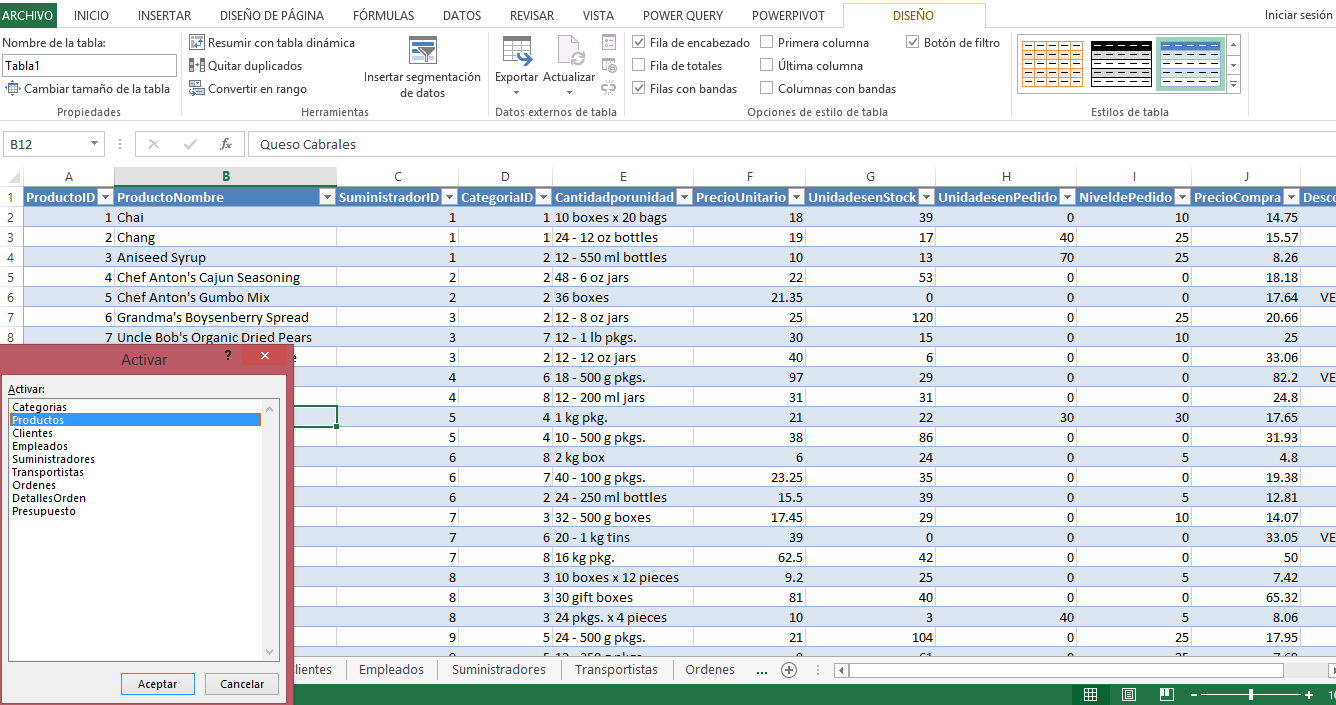 ARCHIVO INICIO INSERTAR DISEÑO DE PÁGINA FÓRMULAS DATOS REVISAR VISTA POWER QUERY POWERPIVOT DISEÑO Iniciar sesión
Nombre de la tabla:
Tabla1
Cambiar tamaño de la tabla
Propiedades
Resumir con tabla dinámica
Quitar duplicados
Convertir en rango
Insertar segmentación
de datos
Herramientas
Exportar Actualizar
Datos externos de tabla
Fila de encabezado Primera columna Botón de filtro
Fila de totales Última columna
Filas con bandas Columnas con bandas
Opciones de estilo de tabla
Estilos de tabla
B12 fx Queso Cabrales
A B C D E F G H I J
1 ProductoID ProductoNombre SuministradorID CategoriaID Cantidadporunidad PrecioUnitario UnidadesenStock UnidadesenPedido NiveldePedido PrecioCompra Desco
2 1 Chai 1 1 10 boxes x 20 bags 18 39 0 10 14.75
3 2 Chang 1 1 24 - 12 oz bottles 19 17 40 25 15.57
4 3 Aniseed Syrup 1 2 12 - 550 ml bottles 10 13 70 25 8.26
5 4 Chef Anton's Cajun Seasoning 2 2 48 - 6 oz jars 22 53 0 0 18.18
6 5 Chef Anton's Gumbo Mix 2 2 36 boxes 21.35 0 0 0 17.64 VE
7 6 Grandma's Boysenberry Spread 3 2 12 - 8 oz jars 25 120 0 25 20.66
8 7 Uncle Bob's Organic Dried Pears 3 7 12 - 1 lb pkgs. 30 15 0 10 25
e 3 2 12 - 12 oz jars 40 6 0 0 33.06
4 6 18 - 500 g pkgs. 97 29 0 0 82.2 VE
4 8 12 - 200 ml jars 31 31 0 0 24.8
5 4 1 kg pkg. 21 22 30 30 17.65
5 4 10 - 500 g pkgs. 38 86 0 0 31.93
6 8 2 kg box 6 24 0 5 4.8
6 7 40 - 100 g pkgs. 23.25 35 0 0 19.38
6 2 24 - 250 ml bottles 15.5 39 0 5 12.81
7 3 32 - 500 g boxes 17.45 29 0 10 14.07
7 6 20 - 1 kg tins 39 0 0 0 33.05 VE
7 8 16 kg pkg. 62.5 42 0 0 50
8 3 10 boxes x 12 pieces 9.2 25 0 5 7.42
8 3 30 gift boxes 81 40 0 0 65.32
8 3 24 pkgs. x 4 pieces 10 3 40 5 8.06
9 5 24 - 500 g pkgs. 21 104 0 25 17.95
Activar ?
Activar:
Categorias
Productos
Clientes
Empleados
Suministradores
Transportistas
Ordenes
DetallesOrden
Presupuesto
Aceptar Cancelar
lientes Empleados Suministradores Transportistas Ordenes ...
10